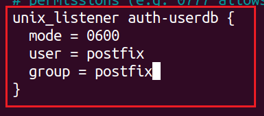 # permissions (e.g. 0777 allows
unix_listener auth-userdb {
mode = 0600
user = postfix
group = postfix
}